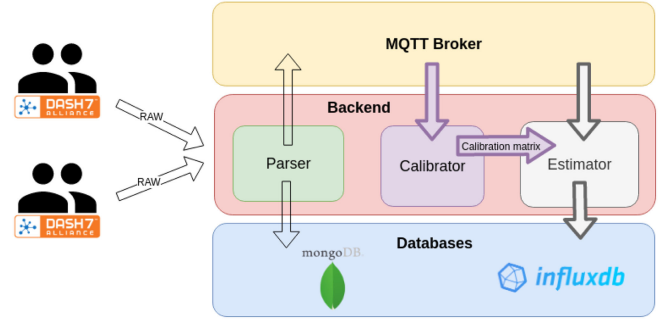 MQTT Broker
DASH7
ALLIANCE
RAW
Backend
Parser
Calibrator
Calibration matrix
Estimator
RAW
DASH7
ALLIANCE
Databases
mongoDB
influxdb